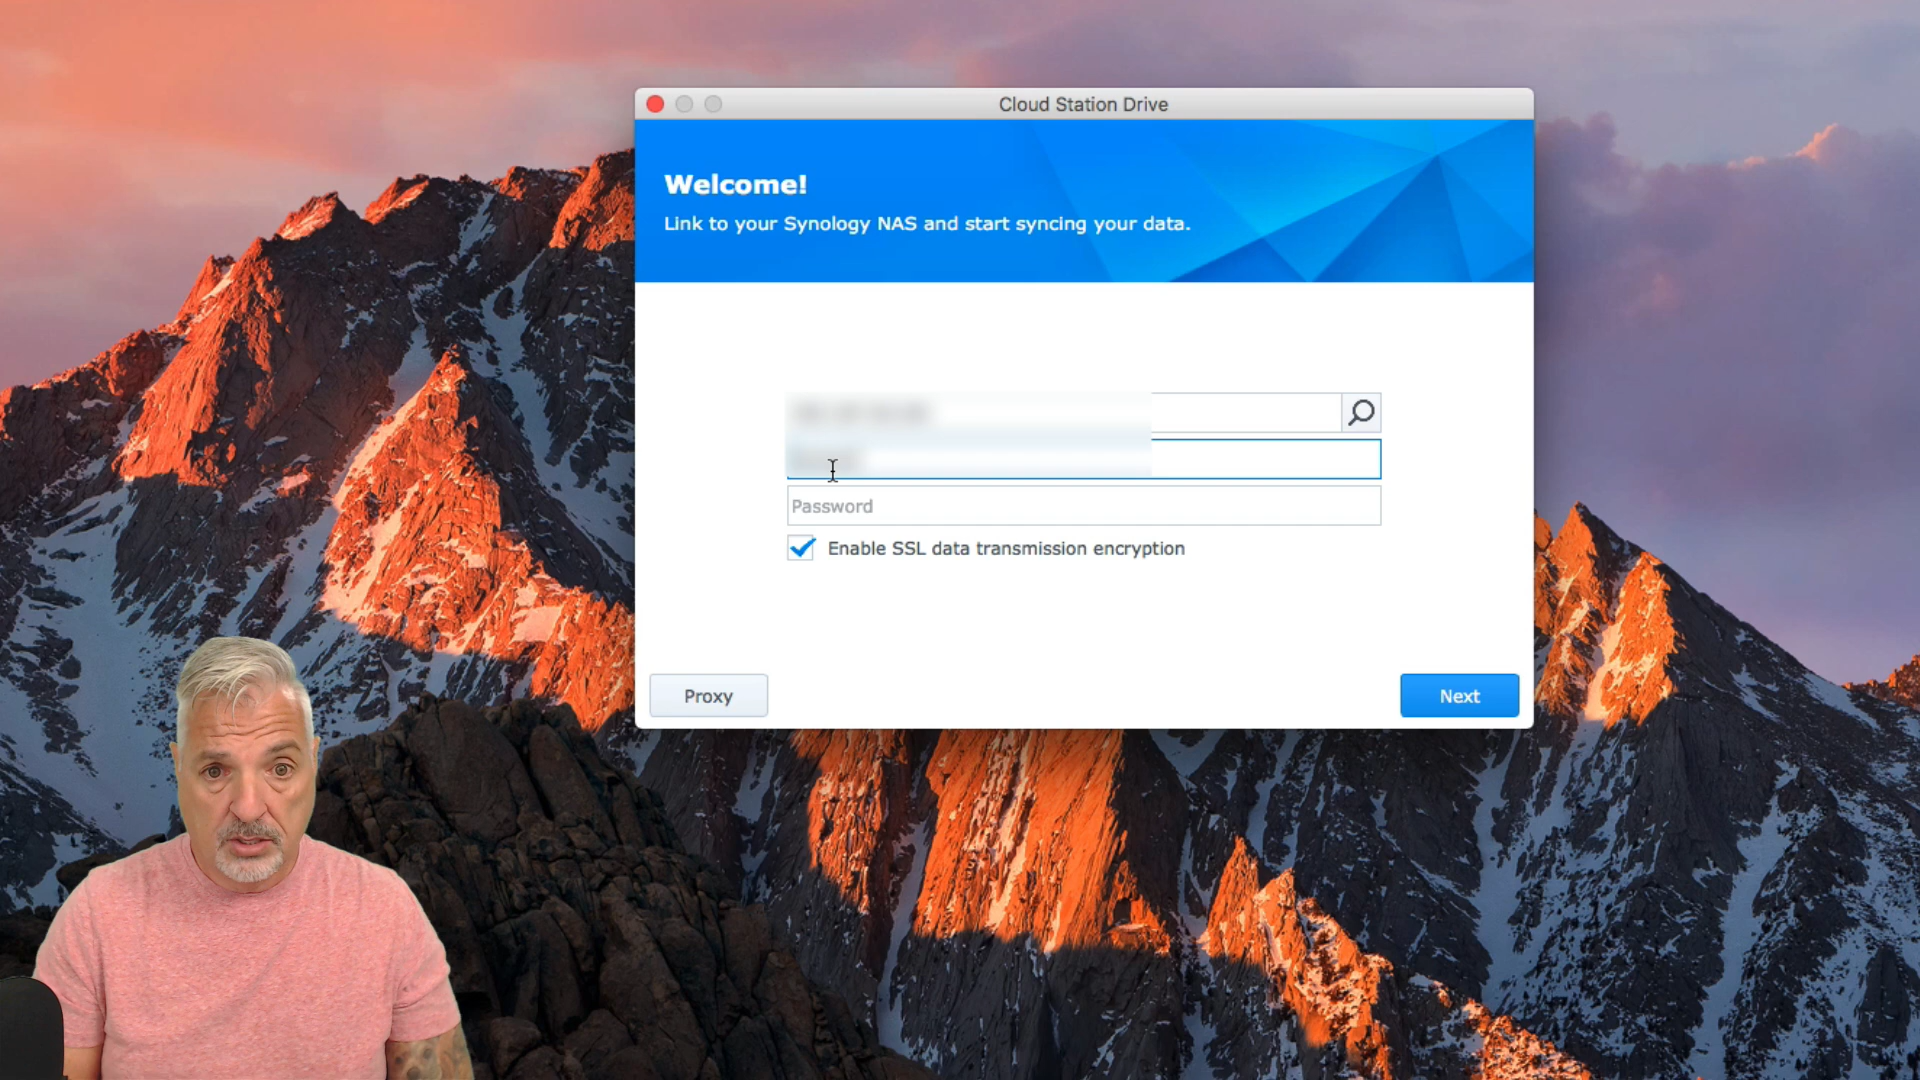 Cloud Station Drive
Welcome!
Link to your Synology NAS and start syncing your data.
Password
Enable SSL data transmission encryption
Proxy
Next